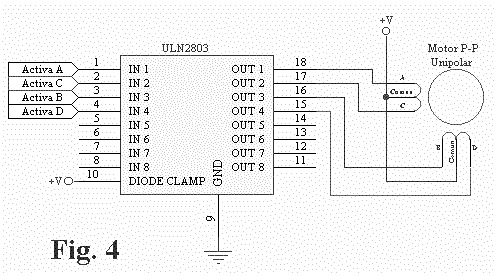 ULN2803
+V
Motor P-P
Unipolar
Activa A 1 IN 1 OUT 1 18
Activa C 2 IN 2 OUT 2 17
Activa B 3 IN 3 OUT 3 16
Activa D 4 IN 4 OUT 4 15
5 IN 5 OUT 5 14
6 IN 6 OUT 6 13
7 IN 7 OUT 7 12
8 IN 8 OUT 8 11
+V 10 DIODE CLAMP
GND
9
A
Comun
C
B
Comun
D
Fig. 4